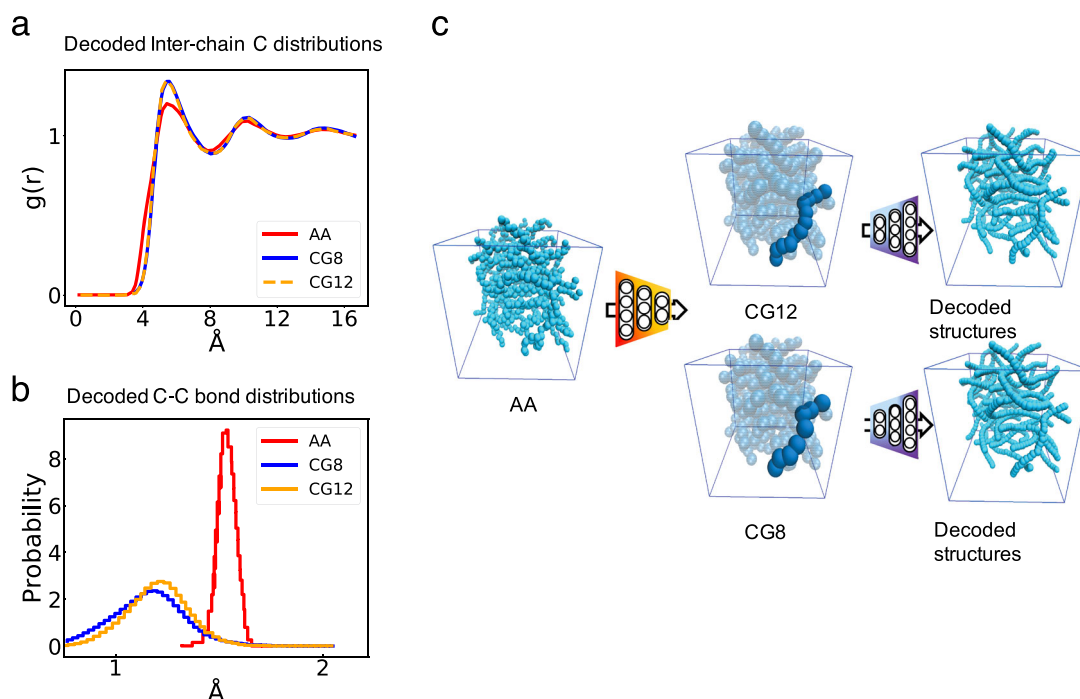 a
Decoded Inter-chain C distributions
g(r)
1
0
0
4
8
12
16
Å
AA
CG8
CG12
b
Decoded C-C bond distributions
Probability
8
6
4
2
0
1
2
Å
AA
CG8
CG12
c
AA
CG12
Decoded
structures
CG8
Decoded
structures